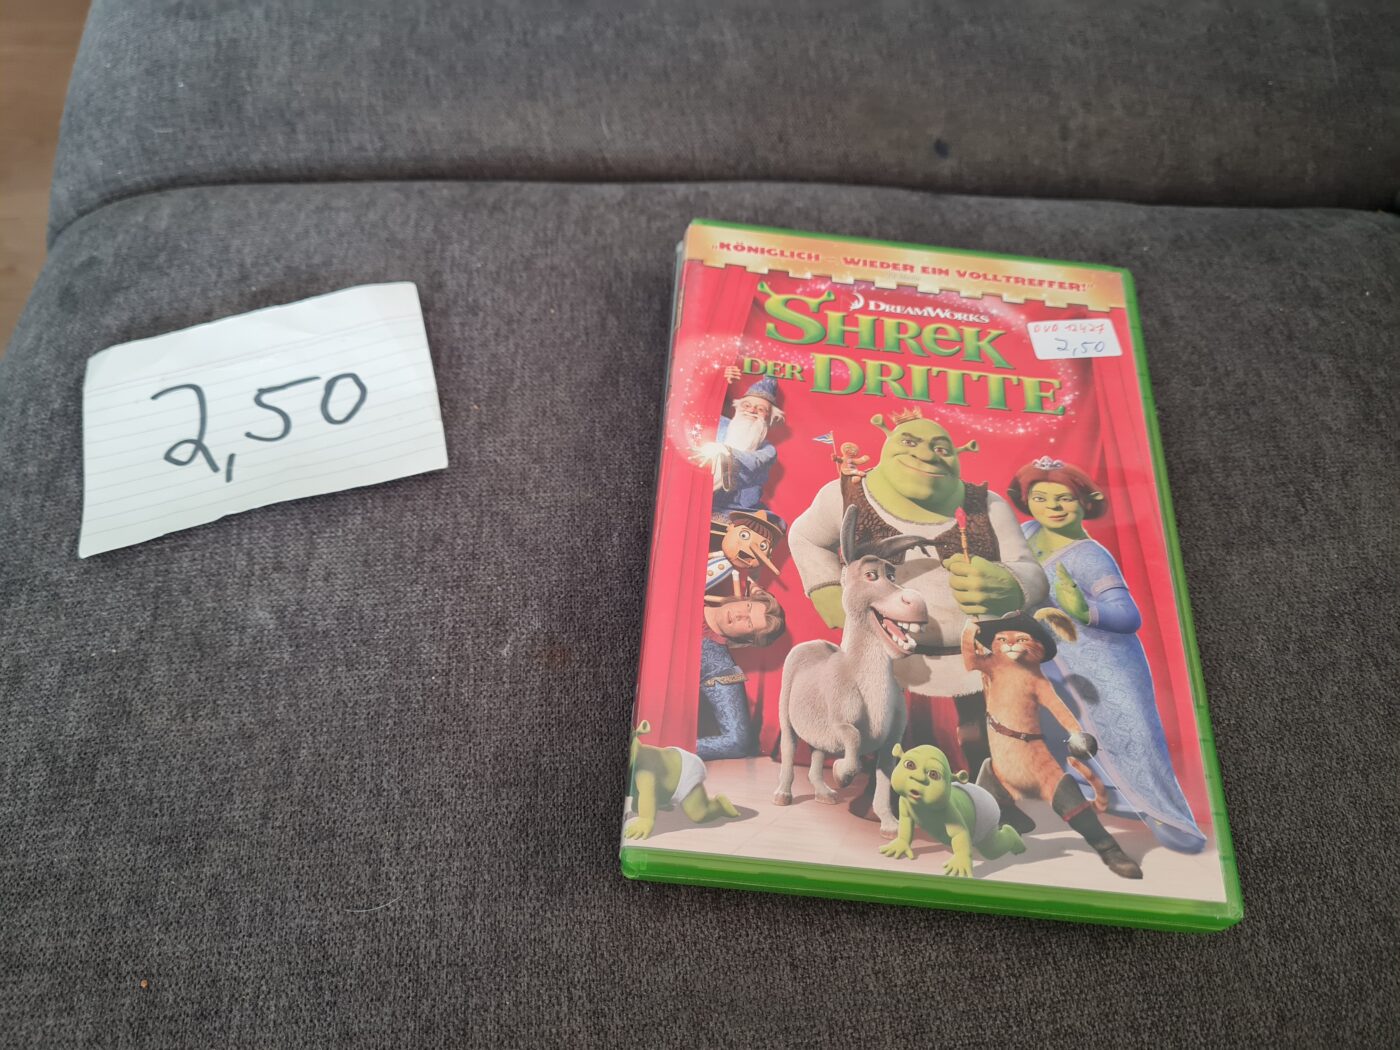 2,50
„KÖNIGLICH - WIEDER EIN VOLLTREFFER!"
DREAMWORKS
SHREK
DER DRITTE
DVD 12427
2,50